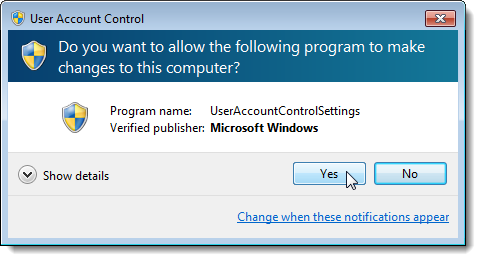 User Account Control
Do you want to allow the following program to make
changes to this computer?
Program name: UserAccountControlSettings
Verified publisher: Microsoft Windows
Show details
Yes
No
Change when these notifications appear